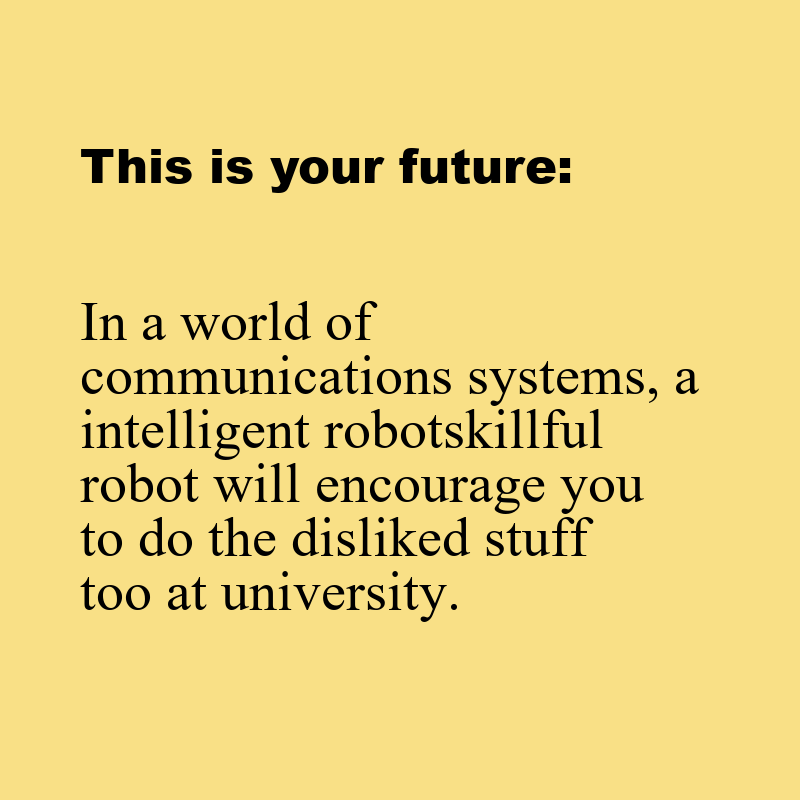 This is your future:
In a world of
communications systems, a
intelligent robotskillful
robot will encourage you
to do the disliked stuff
too at university.